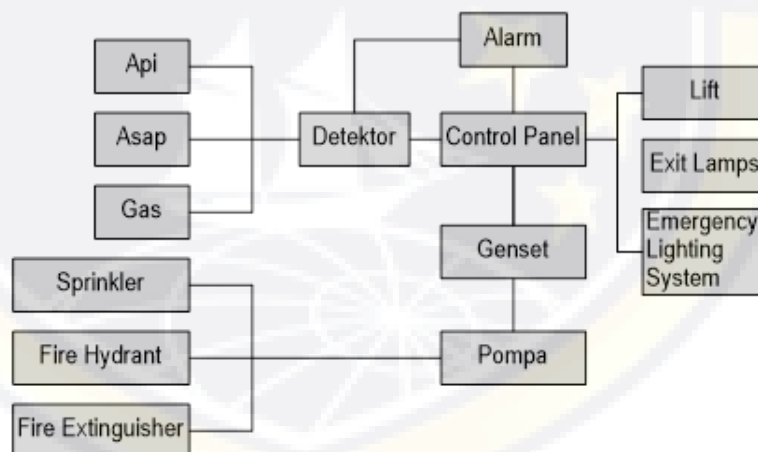 Alarm
Api
Lift
Asap
Detektor
Control Panel
Exit Lamps
Gas
Emergency
Lighting
System
Genset
Sprinkler
Fire Hydrant
Pompa
Fire Extinguisher